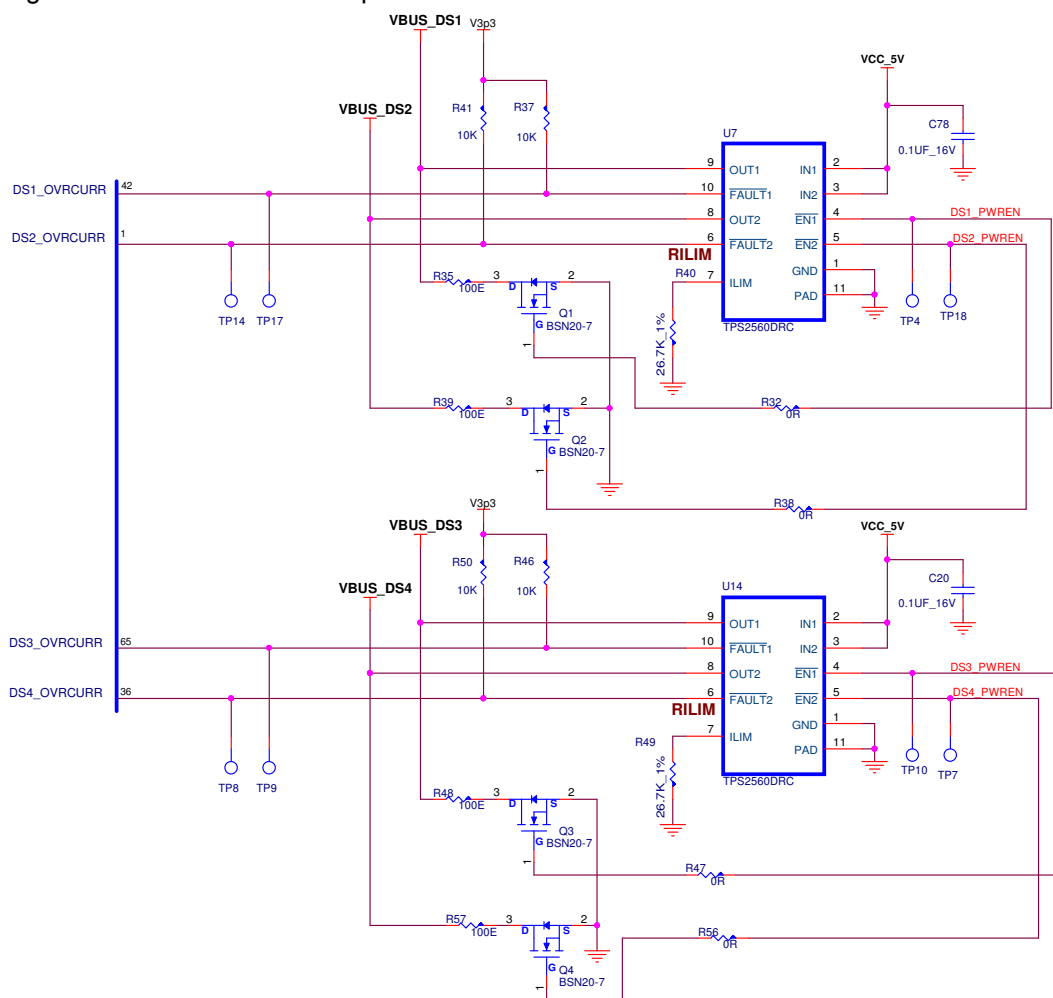 VBUS_DS1
V3p3
VCC_5V
R41
10K
R37
10K
VBUS_DS2
C78
0.1UF_16V
U7
DS1_OVRCURR
42
9
OUT1
IN1
2
10
FAULT1
IN2
3
8
OUT2
EN1
4
DS1_PWREN
DS2_OVRCURR
1
6
FAULT2
EN2
5
DS2_PWREN
RILIM
R40
7
ILIM
GND
1
PAD
11
TPS2560DRC
26.7K_1%
TP14
TP17
TP4
TP18
R35
100E
3
2
D
S
G
1
Q1
BSN20-7
R39
100E
3
2
D
S
G
1
Q2
BSN20-7
R32
0R
R38
0R
V3p3
VBUS_DS3
VCC_5V
R50
10K
R46
10K
VBUS_DS4
C20
0.1UF_16V
U14
9
OUT1
IN1
2
DS3_OVRCURR
65
10
FAULT1
IN2
3
8
OUT2
EN1
4
DS3_PWREN
DS4_OVRCURR
36
6
FAULT2
EN2
5
DS4_PWREN
RILIM
R49
7
ILIM
GND
1
PAD
11
TPS2560DRC
26.7K_1%
TP8
TP9
TP10
TP7
R48
100E
3
2
D
S
G
1
Q3
BSN20-7
R47
0R
R57
100E
3
2
D
S
G
1
Q4
BSN20-7
R56
0R